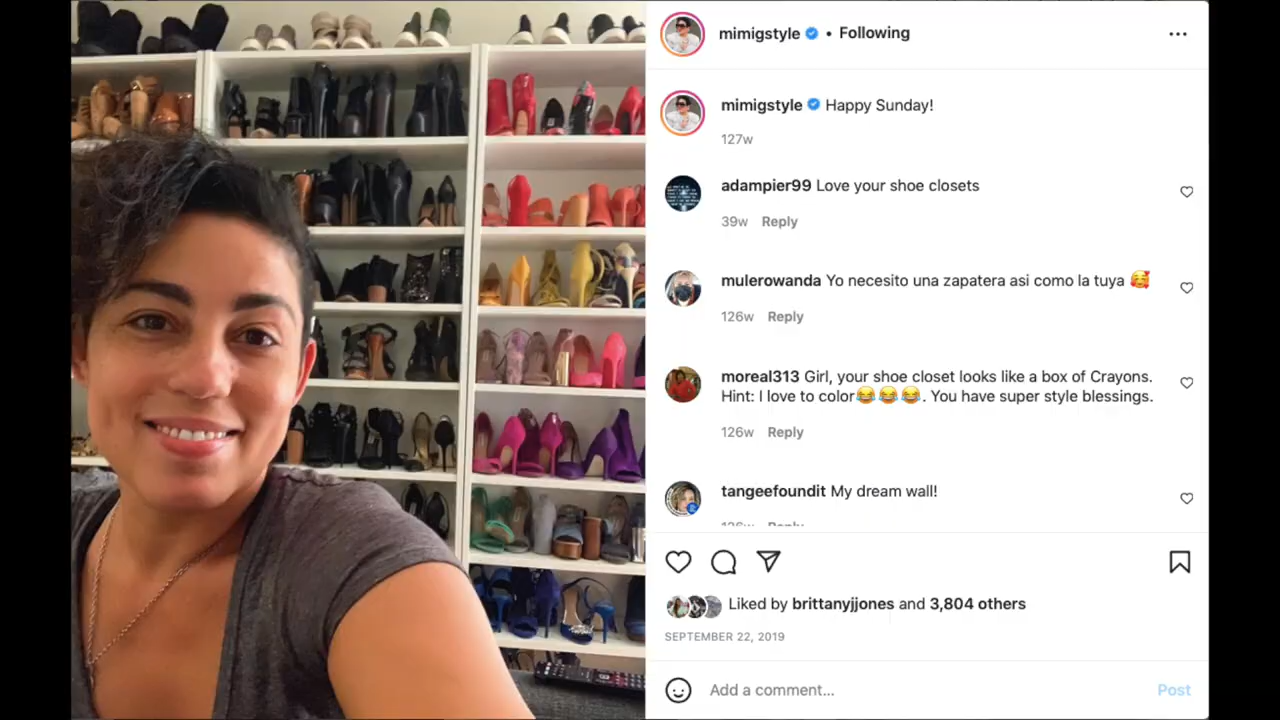 mimigstyle • Following
mimigstyle Happy Sunday!
127w
adampier99 Love your shoe closets
39w Reply
mulerowanda Yo necesito una zapatera asi como la tuya 🥰
126w Reply
moreal313 Girl, your shoe closet looks like a box of Crayons.
Hint: I love to color😂😂😂. You have super style blessings.
126w Reply
tangeefoundit My dream wall!
126w Reply
Liked by brittanyjjones and 3,804 others
SEPTEMBER 22, 2019
Add a comment... Post